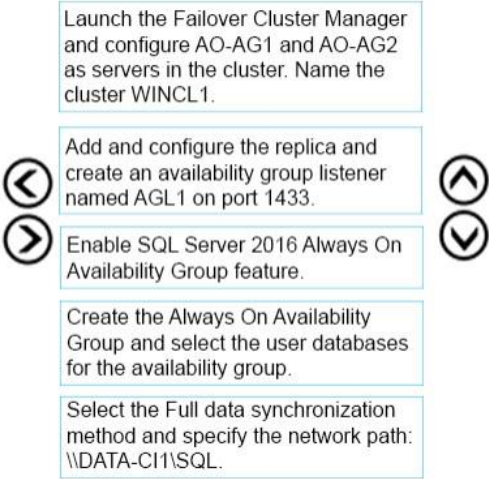 Launch the Failover Cluster Manager
and configure AO-AG1 and AO-AG2
as servers in the cluster. Name the
cluster WINCL1.
Add and configure the replica and
create an availability group listener
named AGL1 on port 1433.
Enable SQL Server 2016 Always On
Availability Group feature.
Create the Always On Availability
Group and select the user databases
for the availability group.
Select the Full data synchronization
method and specify the network path:
\\DATA-CI1\SQL.